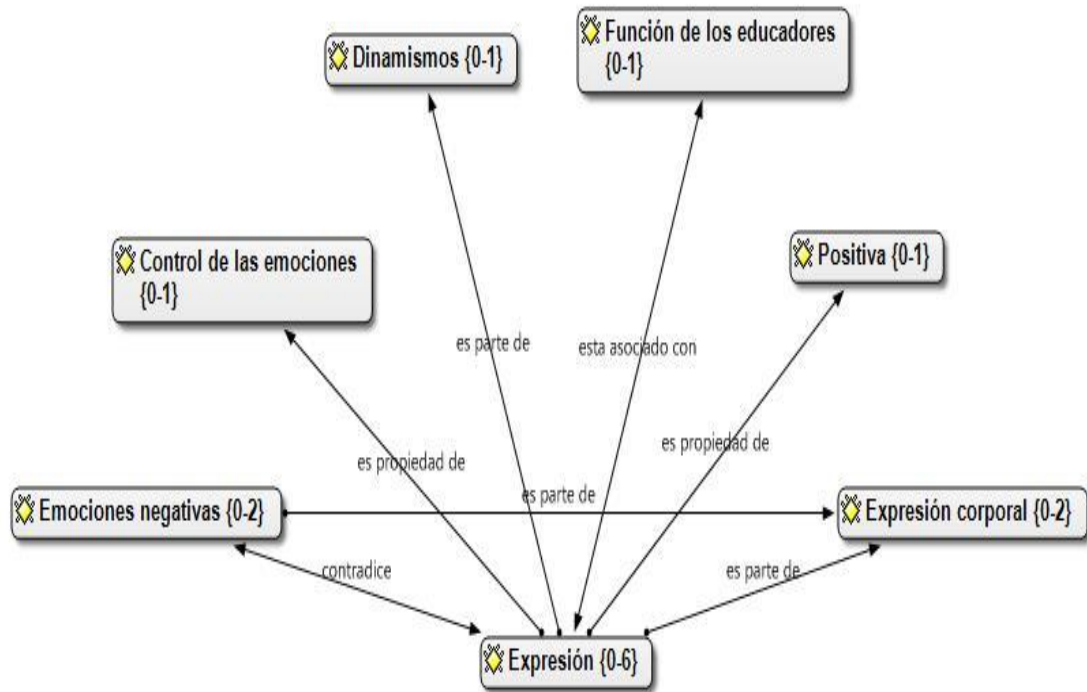 Dinamismos {0-1}
Función de los educadores
{0-1}
Control de las emociones
{0-1}
Positiva {0-1}
es parte de
esta asociado con
es propiedad de
es propiedad de
Emociones negativas {0-2}
es parte de
Expresión corporal {0-2}
contradice
es parte de
Expresión {0-6}